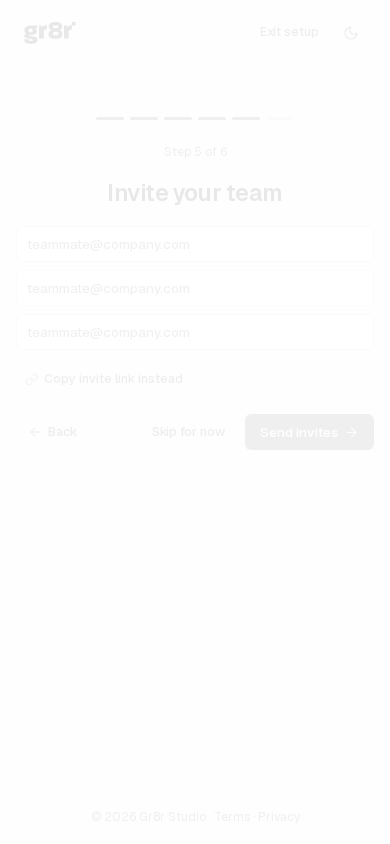 gr8r
Exit setup
Step 5 of 6
Invite your team
teammate@company.com
teammate@company.com
teammate@company.com
Copy invite link instead
Back
Skip for now
Send invites
© 2026 Gr8r Studio · Terms · Privacy